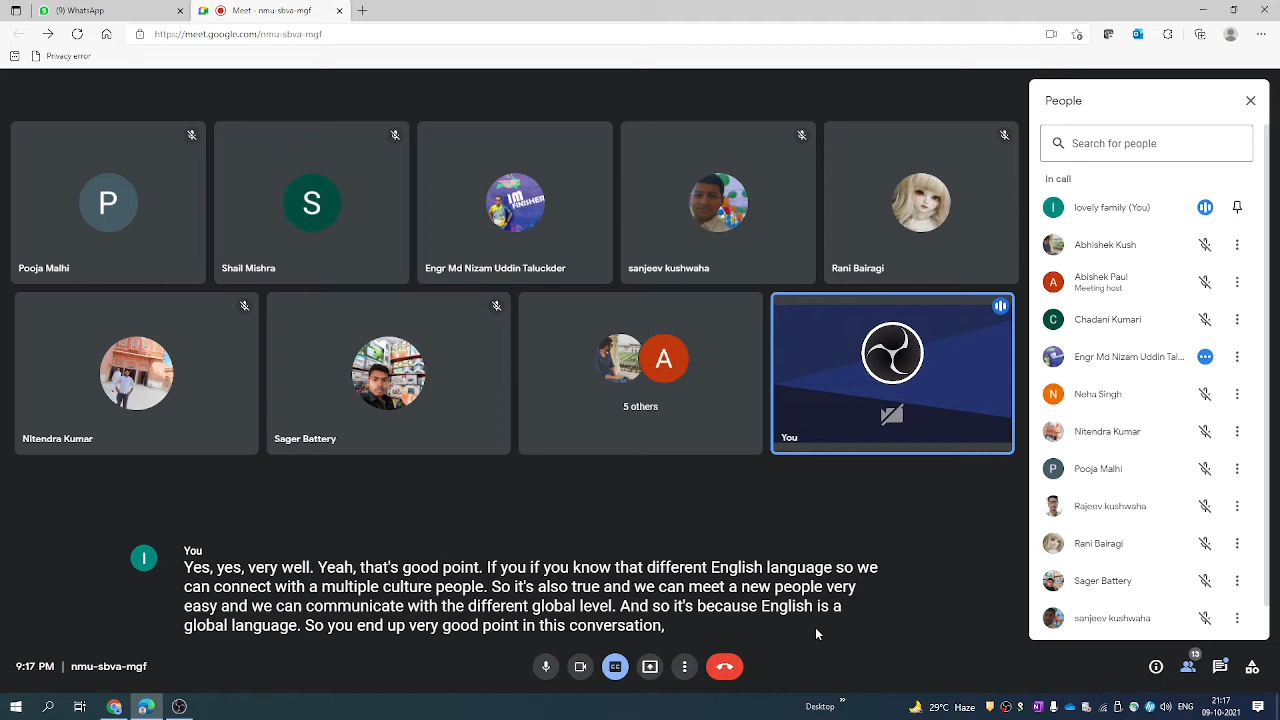 (9) WhatsApp
Meet - nmu-sbva-mgf
https://meet.google.com/nmu-sbva-mgf
Privacy error
P
Pooja Malhi
S
Shail Mishra
IM
FINISHER
Engr Md Nizam Uddin Taluckder
sanjeev kushwaha
Rani Bairagi
Nitendra Kumar
Sager Battery
A
5 others
You
I
You
Yes, yes, very well. Yeah, that's good point. If you if you know that different English language so we
can connect with a multiple culture people. So it's also true and we can meet a new people very
easy and we can communicate with the different global level. And so it's because English is a
global language. So you end up very good point in this conversation,
9:17 PM | nmu-sbva-mgf
People
Search for people
In call
I
lovely family (You)
Abhishek Kush
A
Abishek Paul
Meeting host
C
Chadani Kumari
Engr Md Nizam Uddin Tal...
N
Neha Singh
Nitendra Kumar
P
Pooja Malhi
Rajeev kushwaha
Rani Bairagi
Sager Battery
sanjeev kushwaha
13
Desktop
29°C Haze
ENG
21:17
09-10-2021